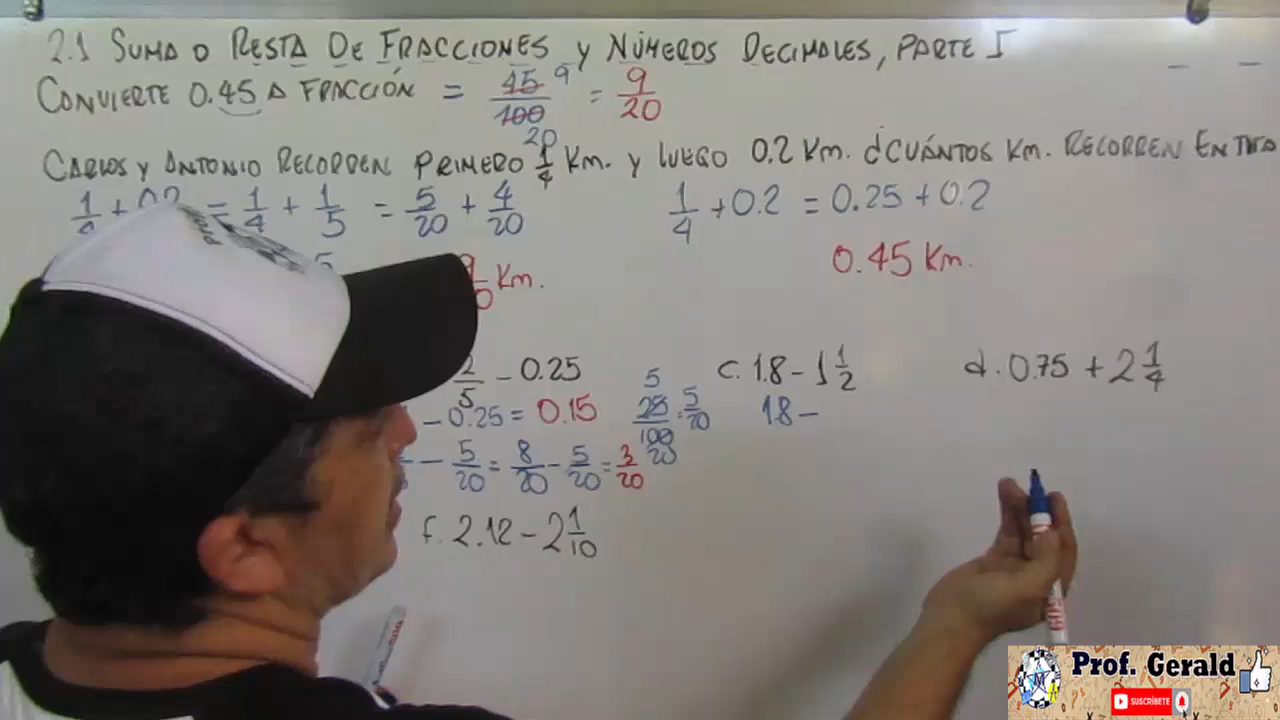 2.1 SUMA O RESTA DE FRACCIONES Y NÚMEROS DECIMALES, PARTE I
CONVIERTE 0.45 A FRACCIÓN = 45/100 9 20 = 9/20
CARLOS Y ANTONIO RECORREN PRIMERO 1/4 Km. Y LUEGO 0.2 Km. ¿CUÁNTOS Km. RECORREN EN
1/4 + 0.2 = 1/4 + 1/5 = 5/20 + 4/20
1/4 + 0.2 = 0.25 + 0.2
Km.
0.45 Km.
2/5 - 0.25
- 0.25 = 0.15
- 5/20 = 8/20 - 5/20 = 3/20
5 25/100 20 = 5/20
c. 1.8 - 1 1/2
18 -
d. 0.75 + 2 1/4
f. 2.12 - 2 1/10
Prof. Gerald
SUSCRÍBETE